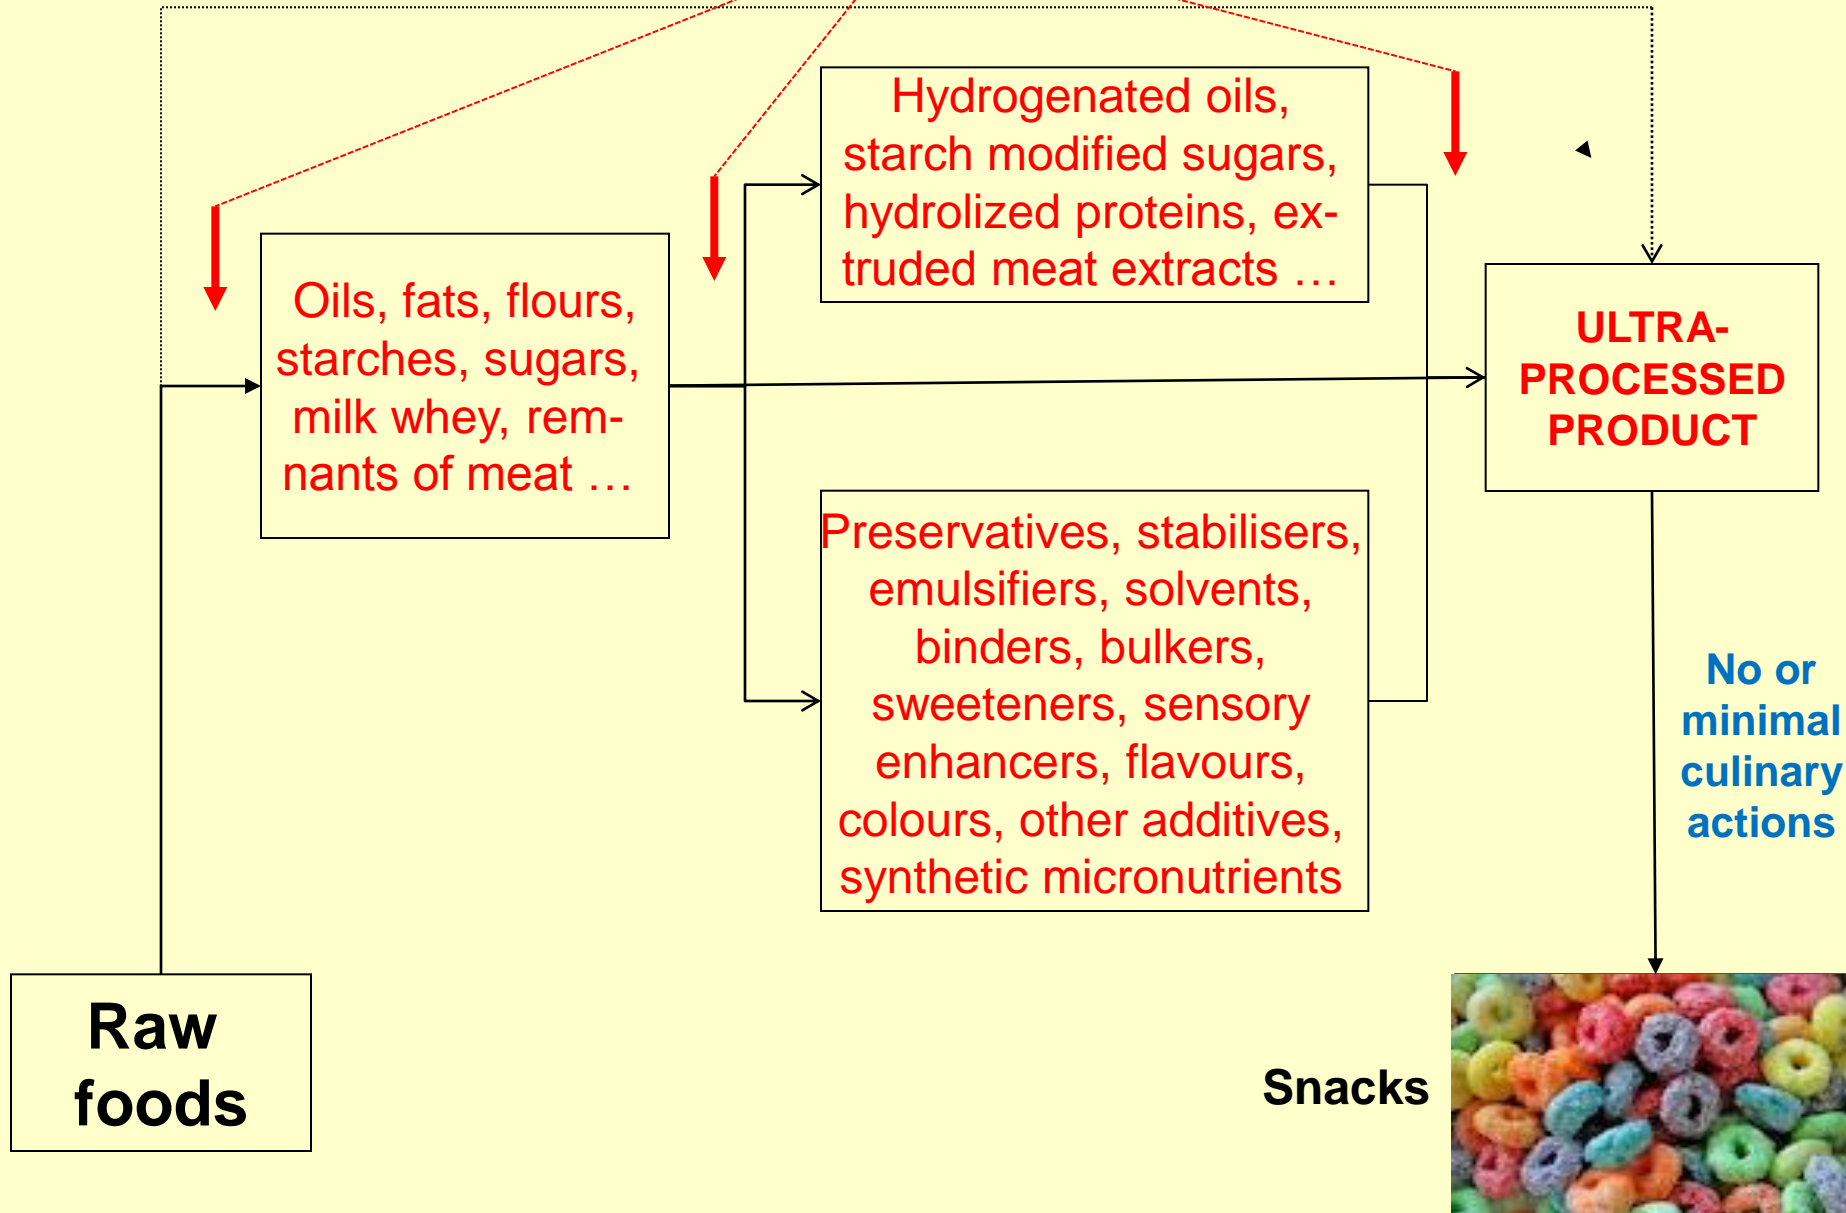 Hydrogenated oils,
starch modified sugars,
hydrolized proteins, ex-
truded meat extracts …
Oils, fats, flours,
starches, sugars,
milk whey, rem-
nants of meat …
ULTRA-
PROCESSED
PRODUCT
Preservatives, stabilisers,
emulsifiers, solvents,
binders, bulkers,
sweeteners, sensory
enhancers, flavours,
colours, other additives,
synthetic micronutrients
No or
minimal
culinary
actions
Raw
foods
Snacks